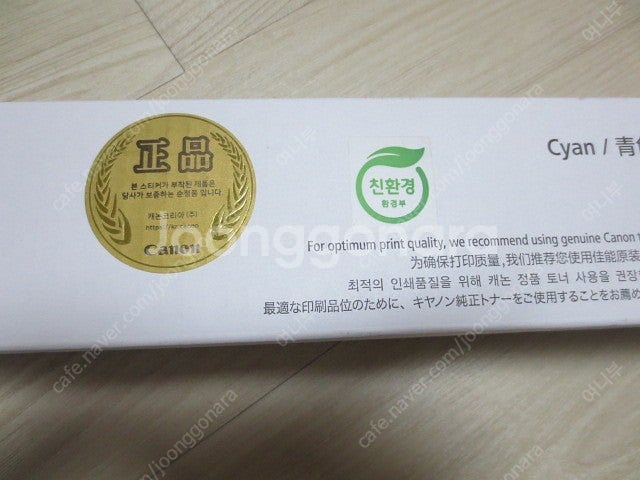 正品
본 스티커가 부착된 제품은
당사가 보증하는 순정품 입니다.
캐논코리아 (주)
https://kr.canon
Canon
친환경
환경부
Cyan / 青
For optimum print quality, we recommend using genuine Canon t
为确保打印质量,我们推荐您使用佳能原装
최적의 인쇄품질을 위해 캐논 정품 토너 사용을 권장
最適な印刷品位のために、キヤノン純正トナーをご使用することをお薦め
joonggonara
cafe.naver.com/joonggonara
어나부